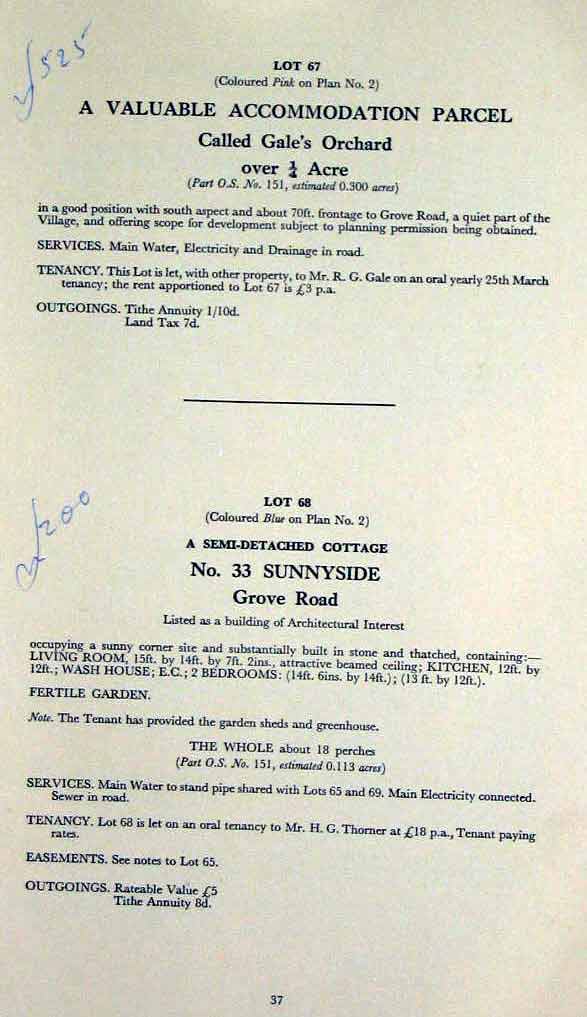 £525
LOT 67
(Coloured Pink on Plan No. 2)
A VALUABLE ACCOMMODATION PARCEL
Called Gale's Orchard
over ¼ Acre
(Part O.S. No. 151, estimated 0.300 acres)
in a good position with south aspect and about 70ft. frontage to Grove Road, a quiet part of the
Village, and offering scope for development subject to planning permission being obtained.
SERVICES. Main Water, Electricity and Drainage in road.
TENANCY. This Lot is let, with other property, to Mr. R. G. Gale on an oral yearly 25th March
tenancy; the rent apportioned to Lot 67 is £3 p.a.
OUTGOINGS. Tithe Annuity 1/10d.
Land Tax 7d.
£200
LOT 68
(Coloured Blue on Plan No. 2)
A SEMI-DETACHED COTTAGE
No. 33 SUNNYSIDE
Grove Road
Listed as a building of Architectural Interest
occupying a sunny corner site and substantially built in stone and thatched, containing:—
LIVING ROOM, 15ft. by 14ft. by 7ft. 2ins., attractive beamed ceiling; KITCHEN, 12ft. by
12ft.; WASH HOUSE; E.C.; 2 BEDROOMS: (14ft. 6ins. by 14ft.); (13 ft. by 12ft.).
FERTILE GARDEN.
Note. The Tenant has provided the garden sheds and greenhouse.
THE WHOLE about 18 perches
(Part O.S. No. 151, estimated 0.113 acres)
SERVICES. Main Water to stand pipe shared with Lots 65 and 69. Main Electricity connected.
Sewer in road.
TENANCY. Lot 68 is let on an oral tenancy to Mr. H. G. Thorner at £18 p.a., Tenant paying
rates.
EASEMENTS. See notes to Lot 65.
OUTGOINGS. Rateable Value £5
Tithe Annuity 8d.
37